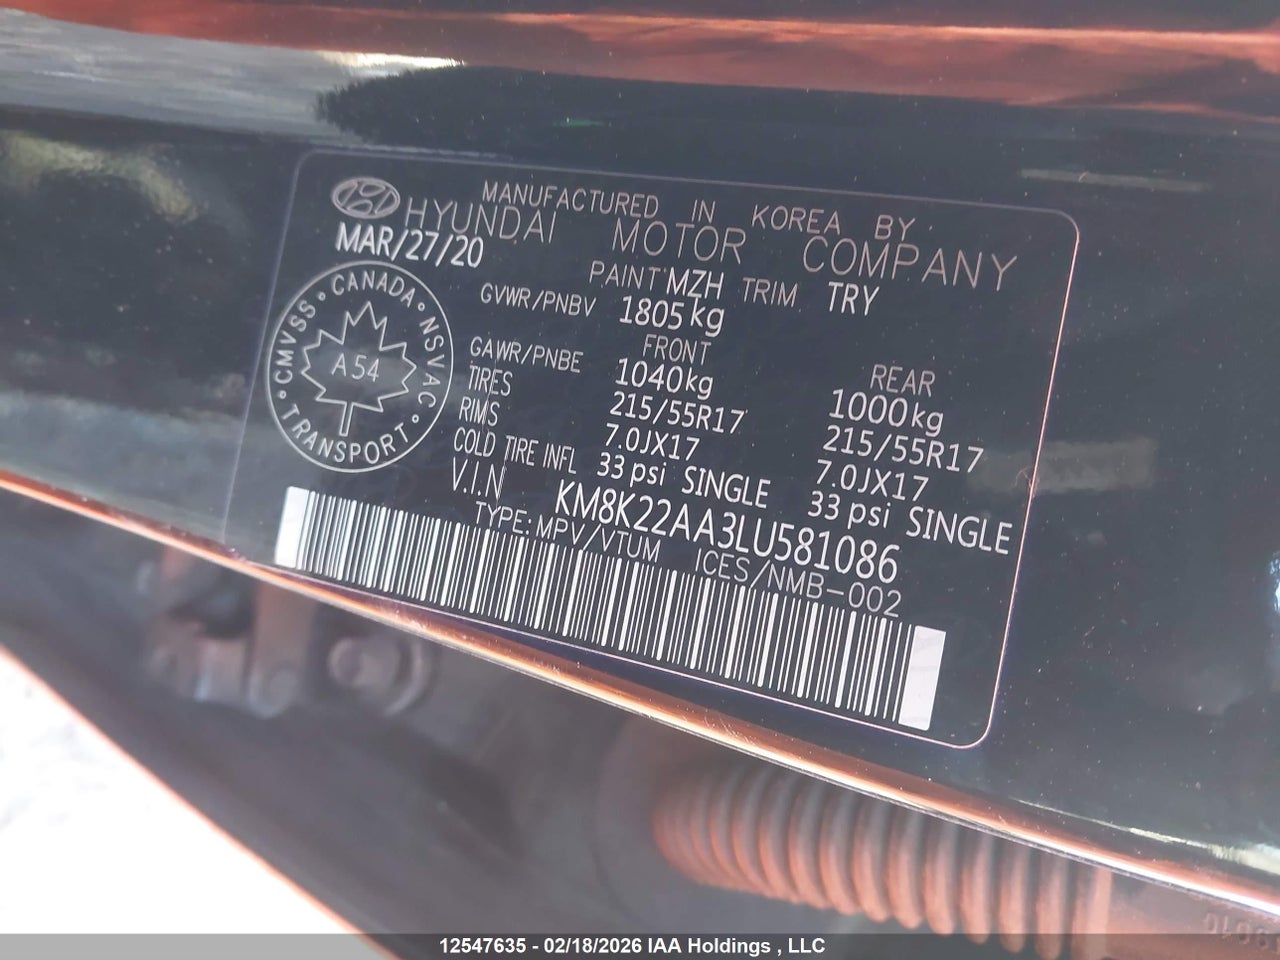 MANUFACTURED IN KOREA BY
HYUNDAI MOTOR COMPANY
MAR/27/20
PAINT MZH TRIM TRY
GVWR/PNBV 1805kg
FRONT REAR
GAWR/PNBE 1040kg 1000kg
TIRES 215/55R17 215/55R17
RIMS 7.0JX17 7.0JX17
COLD TIRE INFL 33 psi SINGLE 33 psi SINGLE
V.I.N KM8K22AA3LU581086
TYPE: MPV/VTUM ICES/NMB-002
CANADA • NSVAC • TRANSPORT • CMVSS •
A54
12547635 - 02/18/2026 IAA Holdings , LLC